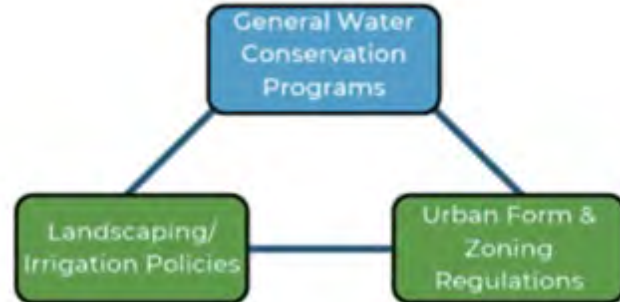 General Water
Conservation
Programs
Landscaping/
Irrigation Policies
Urban Form &
Zoning
Regulations